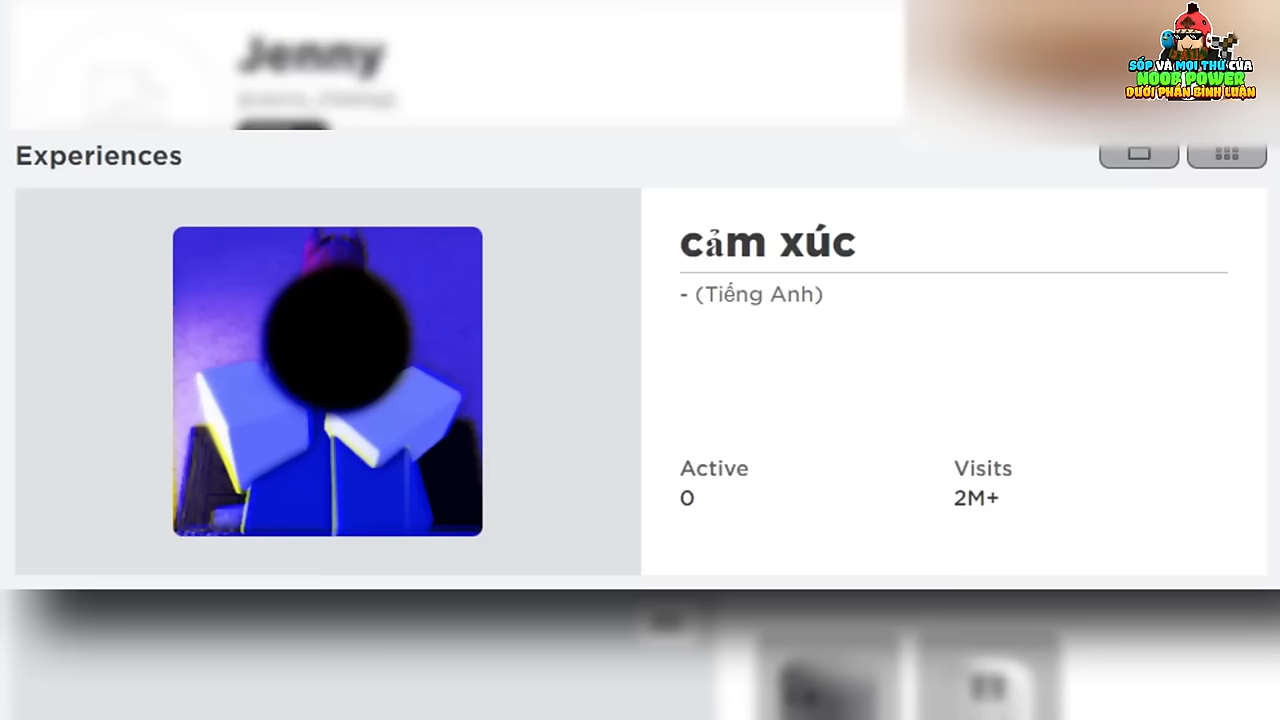 Jenny
SỐP VÀ MỌI THỨ CỦA
NOOB POWER
DƯỚI PHẦN BÌNH LUẬN
Experiences
cảm xúc
- (Tiếng Anh)
Active
Visits
0
2M+